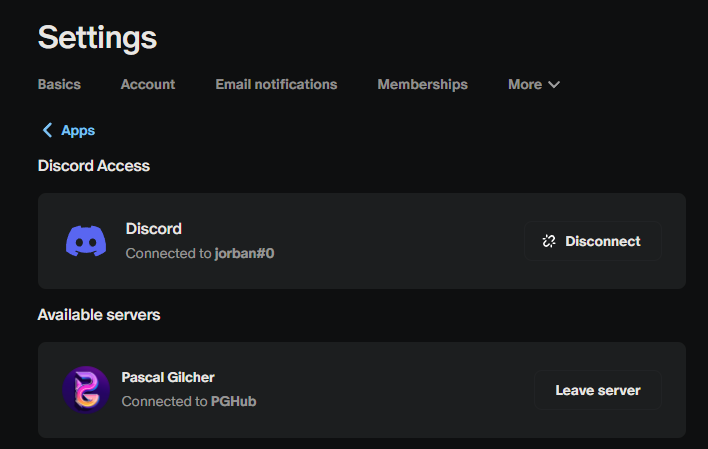 Settings
Basics Account Email notifications Memberships More
Apps
Discord Access
Discord
Connected to jorban#0
Disconnect
Available servers
Pascal Gilcher
Connected to PGHub
Leave server